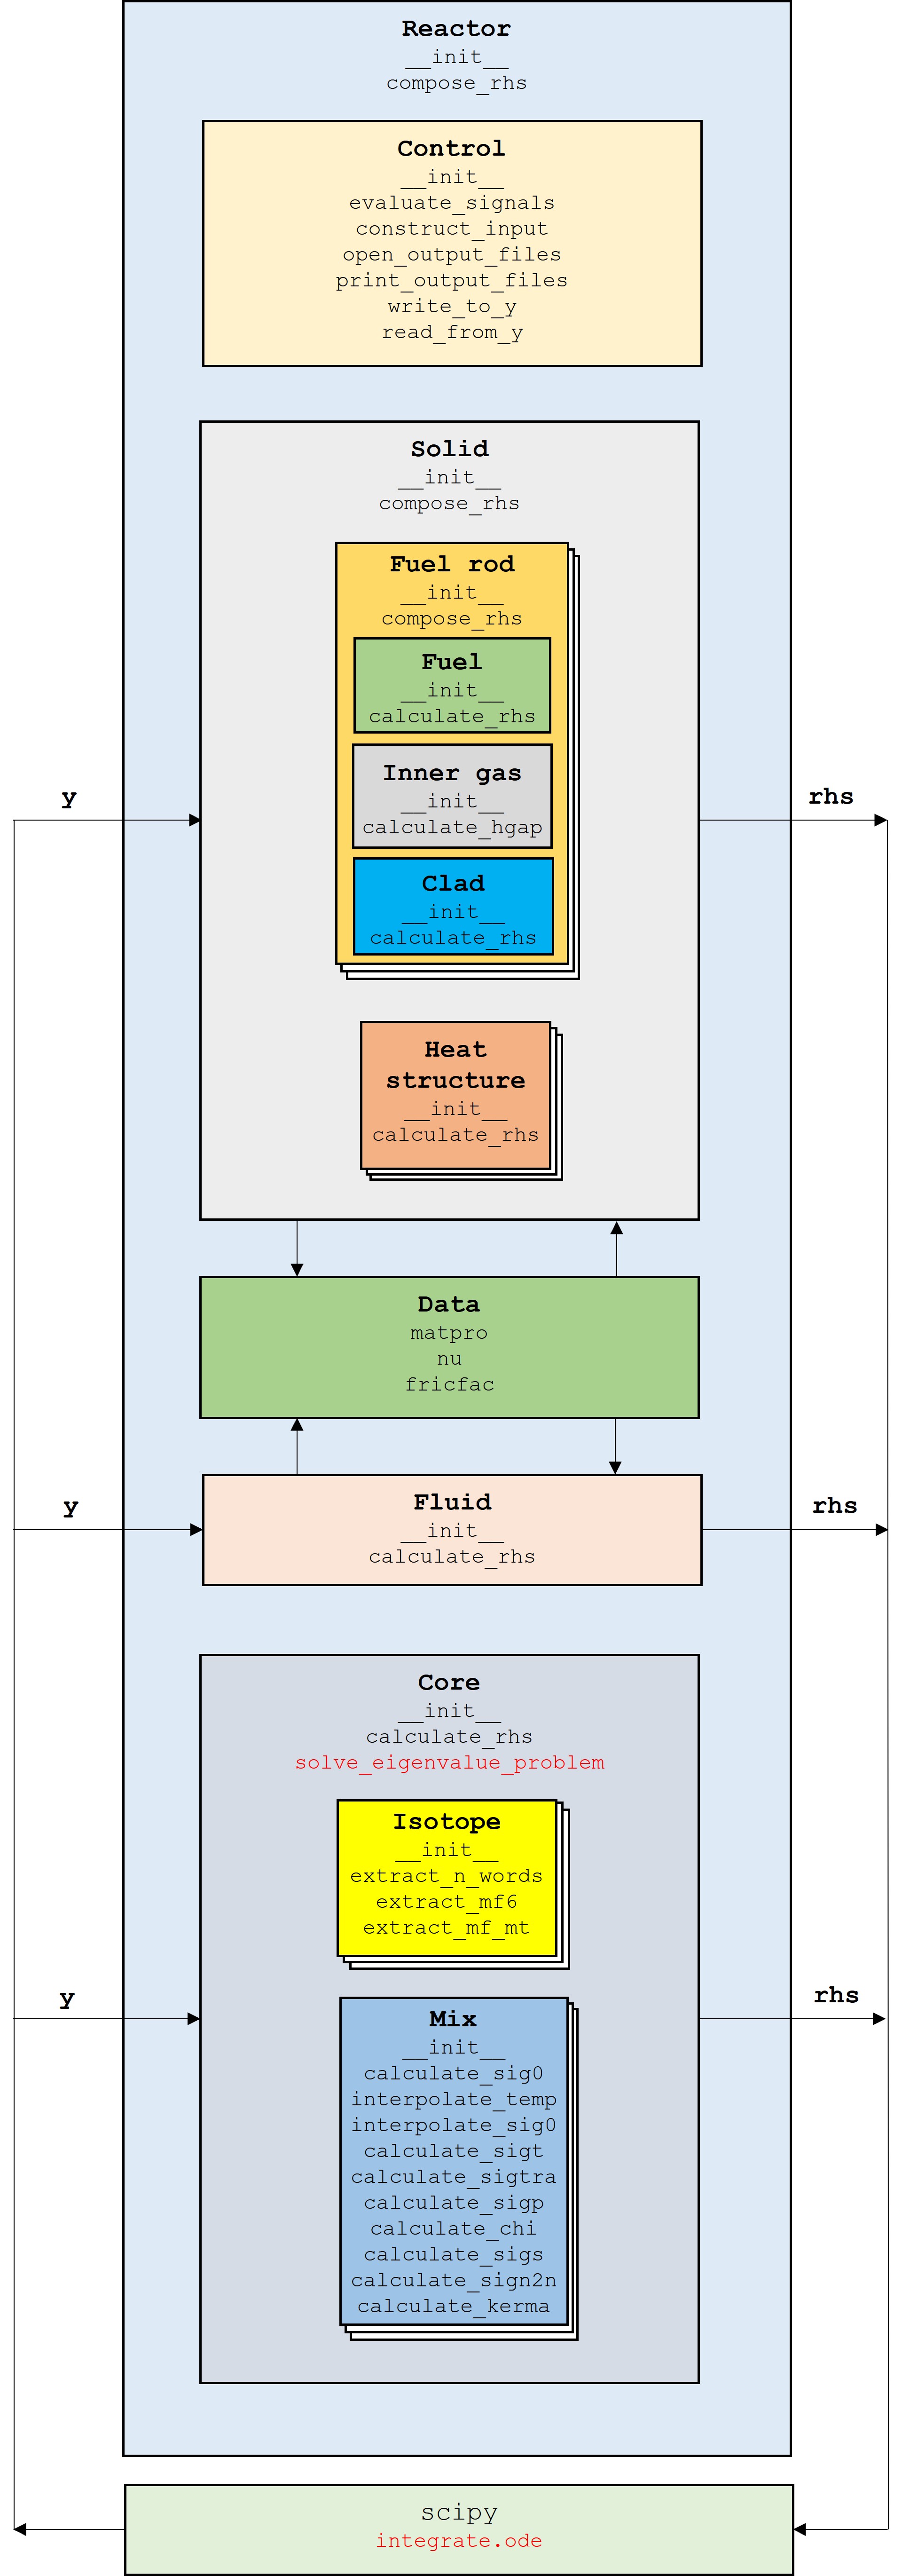 Reactor
__init__
compose_rhs
Control
__init__
evaluate_signals
construct_input
open_output_files
print_output_files
write_to_y
read_from_y
Solid
__init__
compose_rhs
Fuel rod
__init__
compose_rhs
Fuel
__init__
calculate_rhs
Inner gas
__init__
calculate_hgap
y
rhs
Clad
__init__
calculate_rhs
Heat
structure
__init__
calculate_rhs
Data
matpro
nu
fricfac
y
rhs
Fluid
__init__
calculate_rhs
Core
__init__
calculate_rhs
solve_eigenvalue_problem
Isotope
__init__
extract_n_words
extract_mf6
extract_mf_mt
y
rhs
Mix
__init__
calculate_sig0
interpolate_temp
interpolate_sig0
calculate_sigt
calculate_sigtra
calculate_sigp
calculate_chi
calculate_sigs
calculate_sign2n
calculate_kerma
scipy
integrate.ode